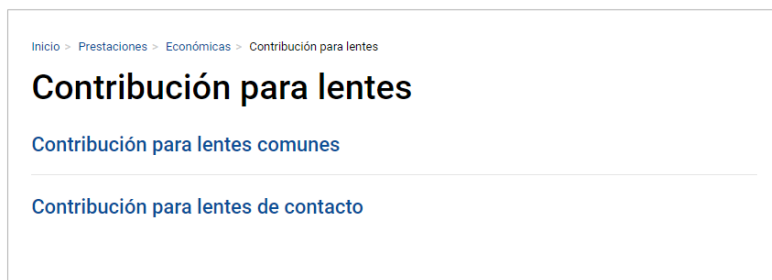 Inicio > Prestaciones > Económicas > Contribución para lentes
Contribución para lentes
Contribución para lentes comunes
Contribución para lentes de contacto